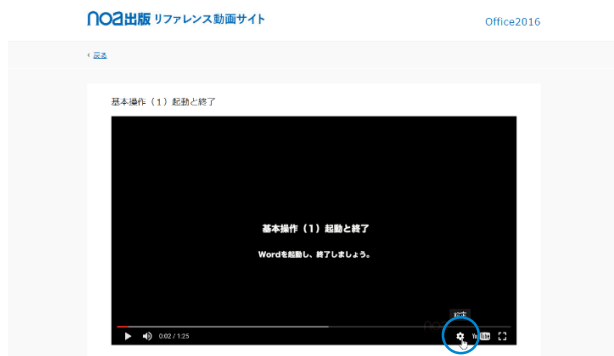 noa出版 リファレンス動画サイト
Office2016
‹ 戻る
基本操作（1）起動と終了
基本操作（1）起動と終了
Wordを起動し、終了しましょう。
設定
0:02 / 1:25